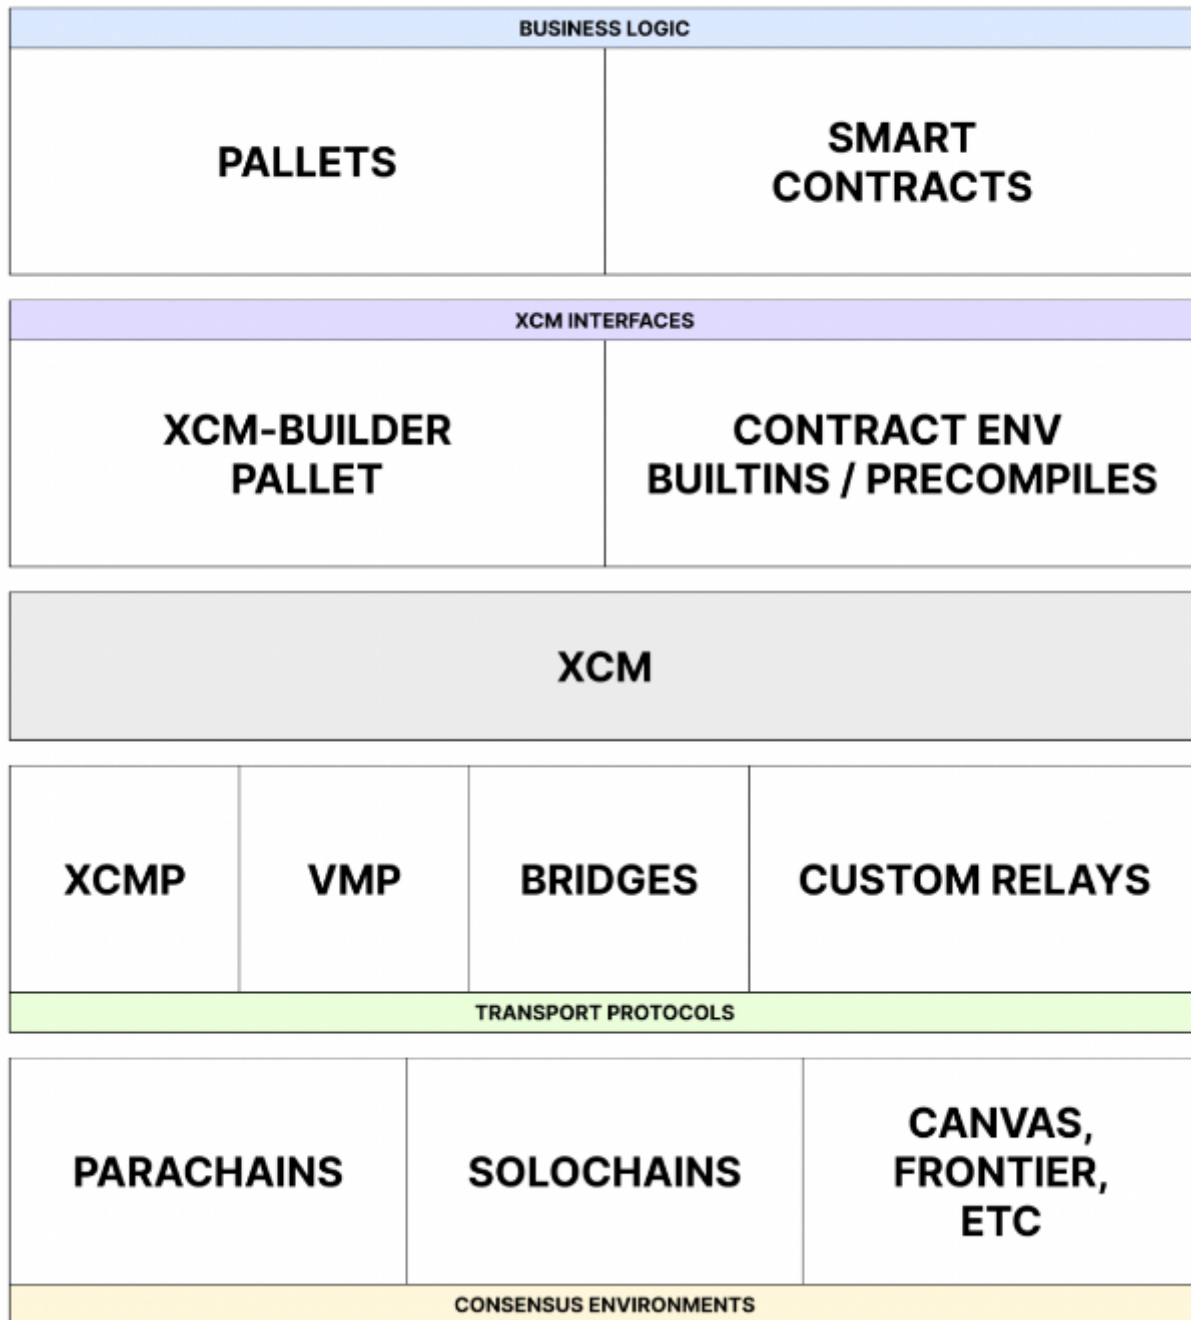 BUSINESS LOGIC
PALLETS
SMART
CONTRACTS
XCM INTERFACES
XCM-BUILDER
PALLET
CONTRACT ENV
BUILTINS / PRECOMPILES
XCM
XCMP
VMP
BRIDGES
CUSTOM RELAYS
TRANSPORT PROTOCOLS
PARACHAINS
SOLOCHAINS
CANVAS,
FRONTIER,
ETC
CONSENSUS ENVIRONMENTS